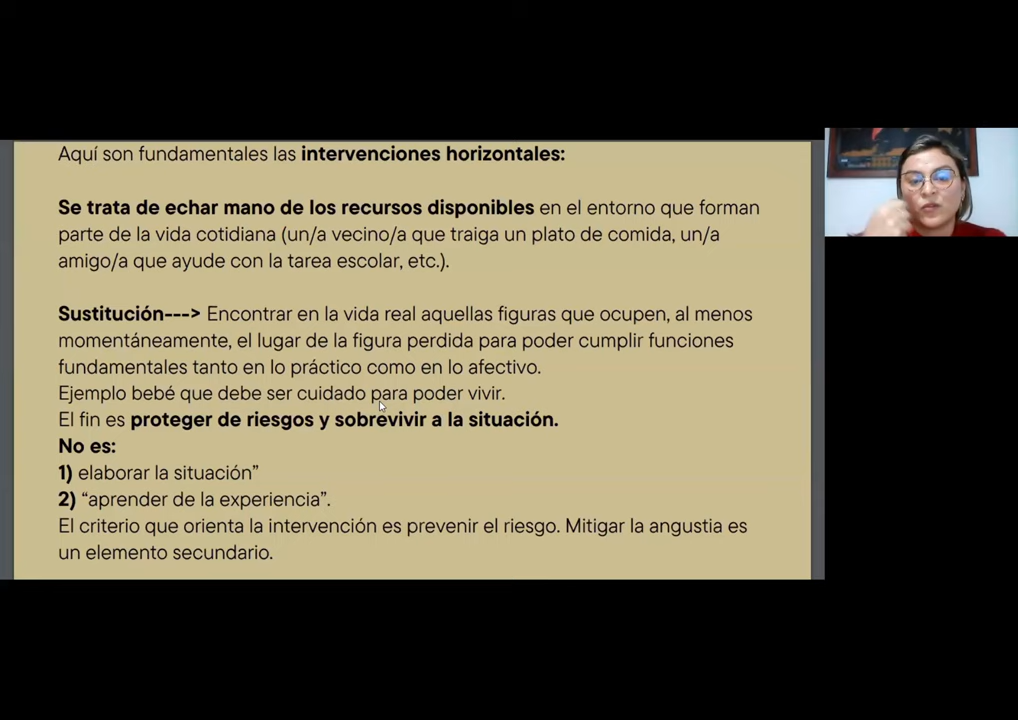 Aquí son fundamentales las intervenciones horizontales:
Se trata de echar mano de los recursos disponibles en el entorno que forman
parte de la vida cotidiana (un/a vecino/a que traiga un plato de comida, un/a
amigo/a que ayude con la tarea escolar, etc.).
Sustitución---> Encontrar en la vida real aquellas figuras que ocupen, al menos
momentáneamente, el lugar de la figura perdida para poder cumplir funciones
fundamentales tanto en lo práctico como en lo afectivo.
Ejemplo bebé que debe ser cuidado para poder vivir.
El fin es proteger de riesgos y sobrevivir a la situación.
No es:
1) elaborar la situación”
2) “aprender de la experiencia”.
El criterio que orienta la intervención es prevenir el riesgo. Mitigar la angustia es
un elemento secundario.